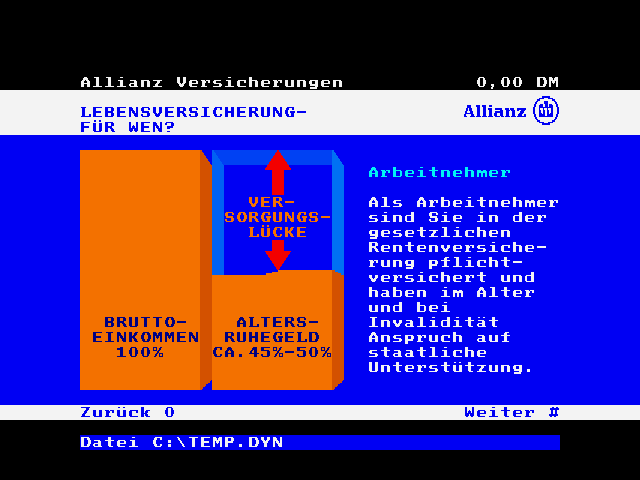 Allianz Versicherungen 0,00 DM
LEBENSVERSICHERUNG-
FÜR WEN?
Allianz
VER-
SORGUNGS-
LÜCKE
BRUTTO-
EINKOMMEN
100%
ALTERS-
RUHEGELD
CA.45%-50%
Arbeitnehmer
Als Arbeitnehmer
sind Sie in der
gesetzlichen
Rentenversiche-
rung pflicht-
versichert und
haben im Alter
und bei
Invalidität
Anspruch auf
staatliche
Unterstützung.
Zurück 0 Weiter #
Datei C:\TEMP.DYN